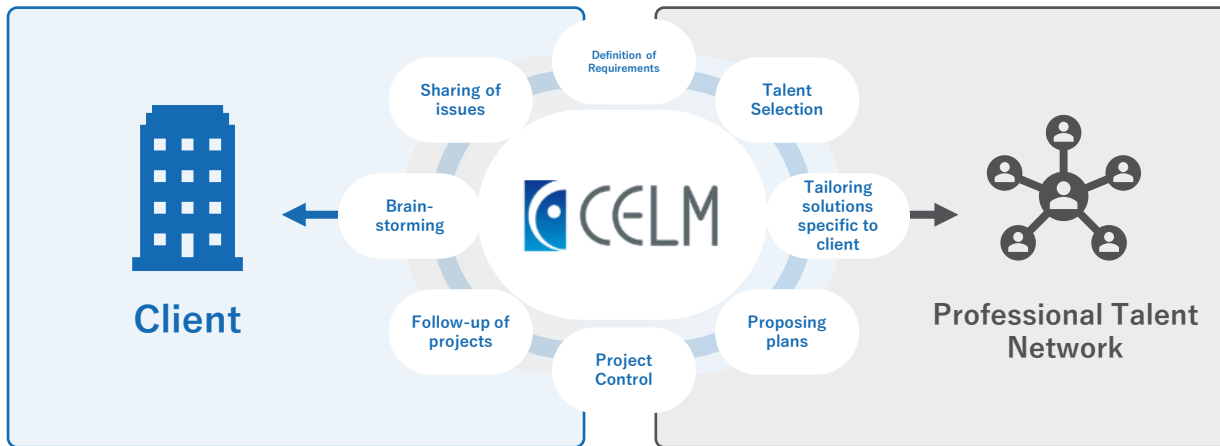 Definition of
Requirements
Sharing of
issues
Talent
Selection
Brain-
storming
CELM
Tailoring
solutions
specific to
client
Client
Follow-up of
projects
Proposing
plans
Professional Talent
Network
Project
Control